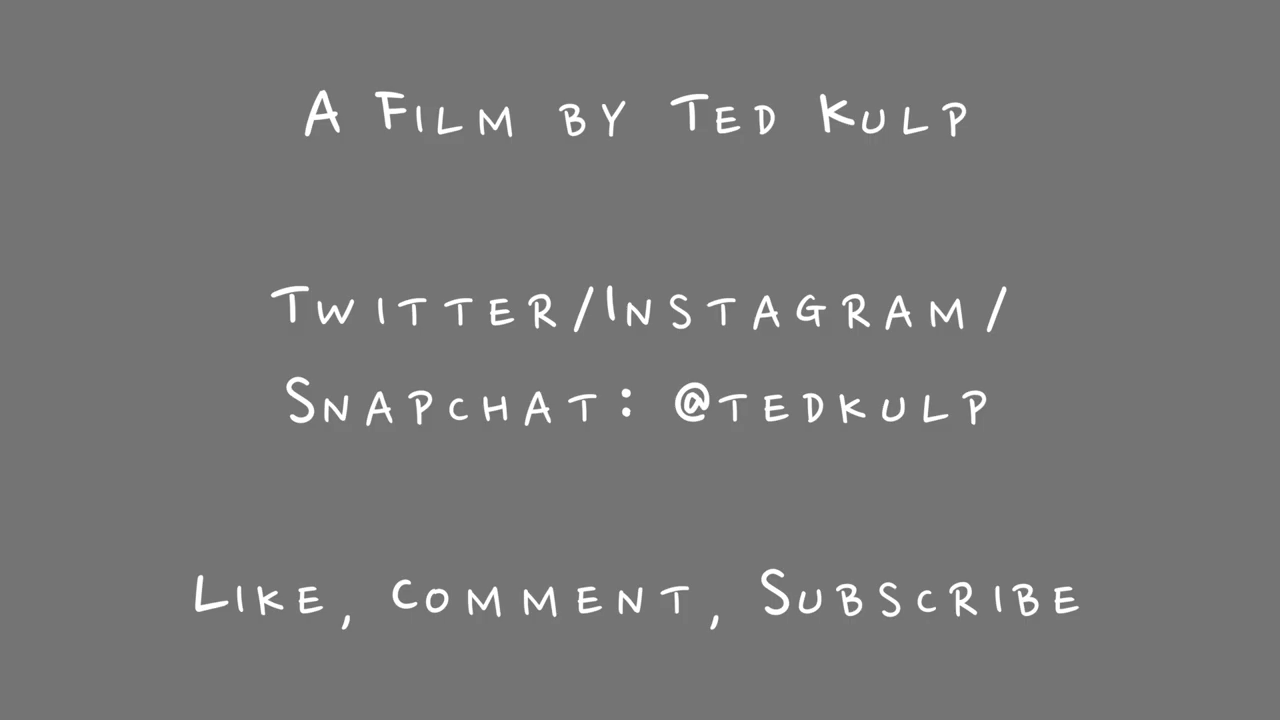 A Film by Ted Kulp
Twitter/Instagram/
Snapchat: @tedkulp
Like, Comment, Subscribe